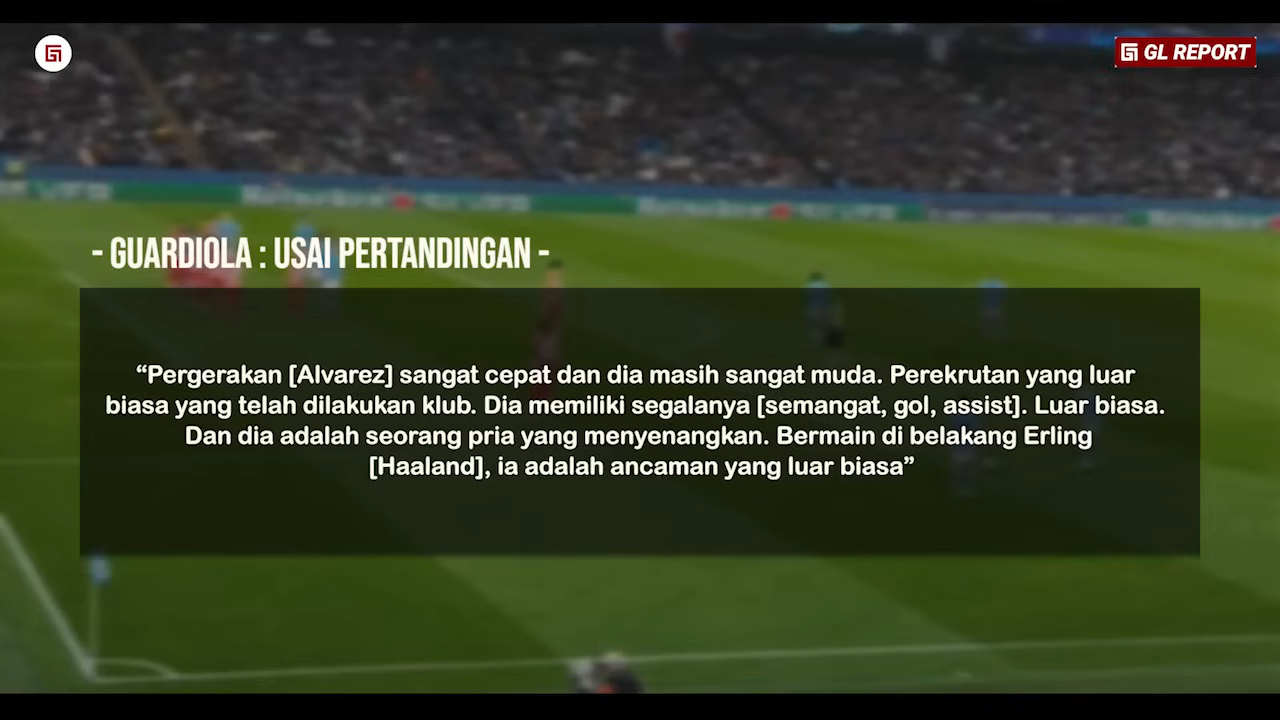 GL REPORT
- GUARDIOLA : USAI PERTANDINGAN -
“Pergerakan [Alvarez] sangat cepat dan dia masih sangat muda. Perekrutan yang luar
biasa yang telah dilakukan klub. Dia memiliki segalanya [semangat, gol, assist]. Luar biasa.
Dan dia adalah seorang pria yang menyenangkan. Bermain di belakang Erling
[Haaland], ia adalah ancaman yang luar biasa”